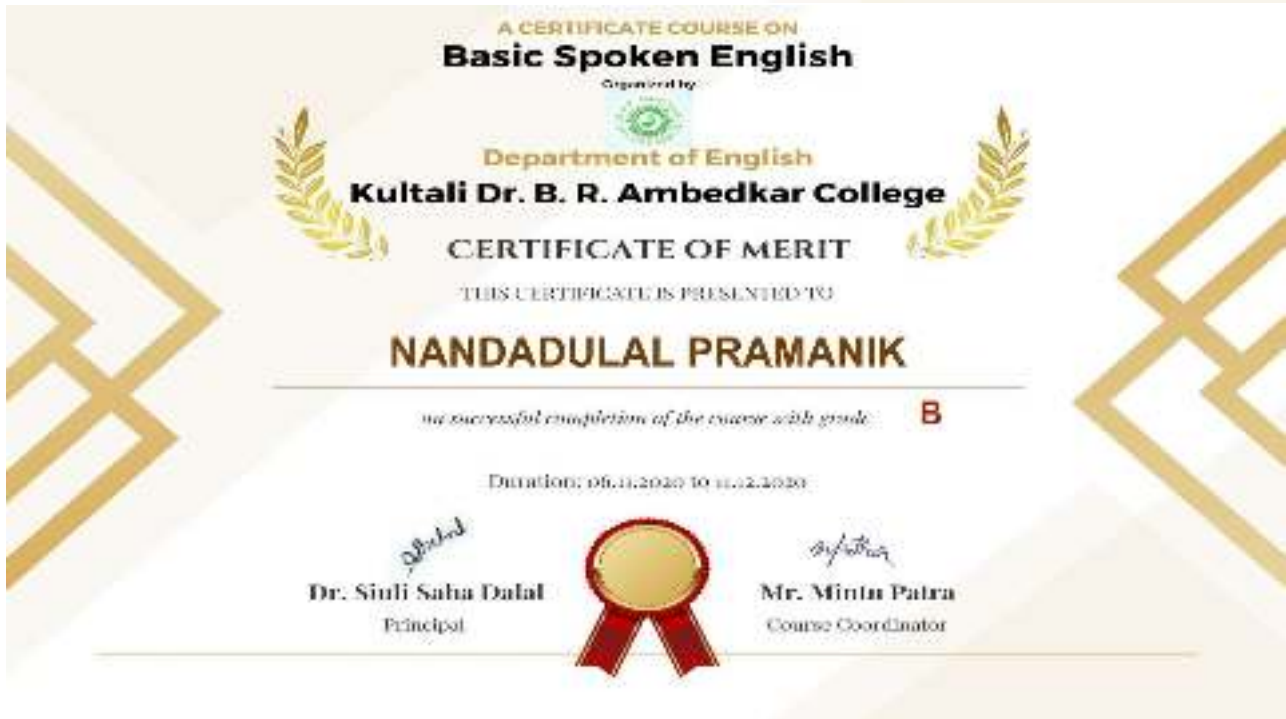 A CERTIFICATE COURSE ON
Basic Spoken English
Organized by
Department of English
Kultali Dr. B. R. Ambedkar College
CERTIFICATE OF MERIT
THIS CERTIFICATE IS PRESENTED TO
NANDADULAL PRAMANIK
on successful completion of the course with grade B
Duration: 06.11.2020 to 11.12.2020
Dr. Siuli Saha Dalal
Principal
Mr. Mintu Patra
Course Coordinator